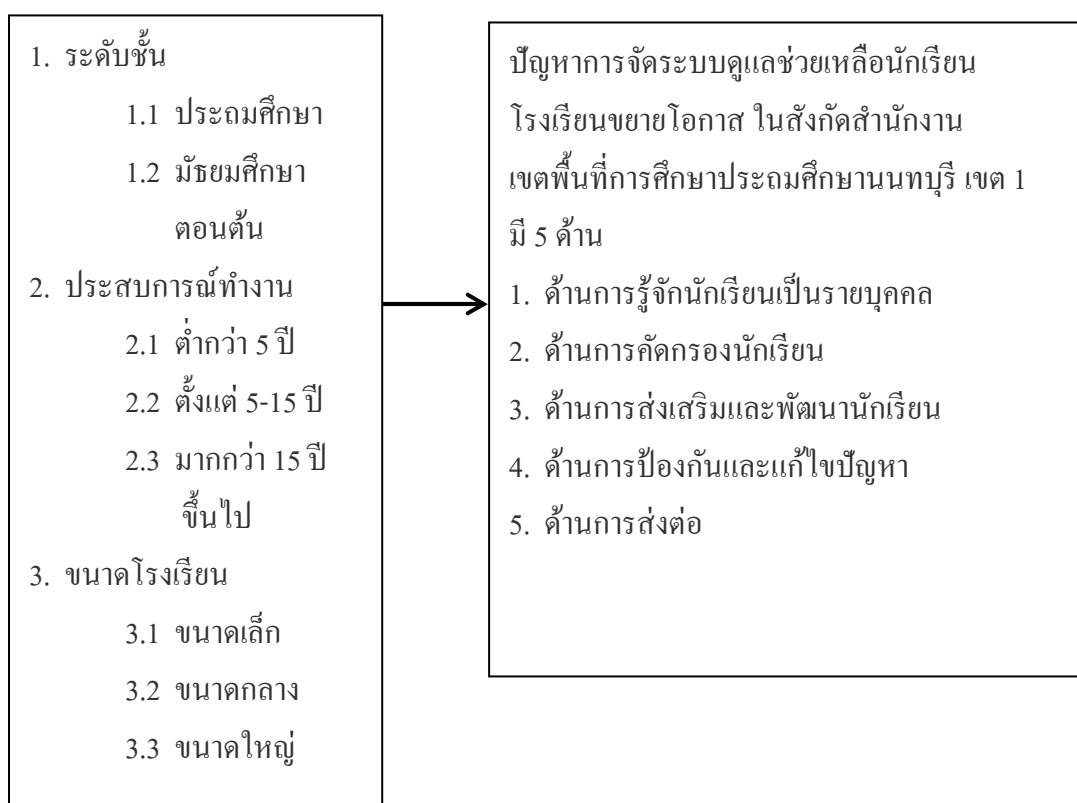 1. ระดับชั้น
1.1 ประถมศึกษา
1.2 มัธยมศึกษา
ตอนต้น
2. ประสบการณ์ทำงาน
2.1 ต่ำกว่า 5 ปี
2.2 ตั้งแต่ 5-15 ปี
2.3 มากกว่า 15 ปี
ขึ้นไป
3. ขนาดโรงเรียน
3.1 ขนาดเล็ก
3.2 ขนาดกลาง
3.3 ขนาดใหญ่
ปัญหาการจัดระบบดูแลช่วยเหลือนักเรียน
โรงเรียนขยายโอกาส ในสังกัดสำนักงาน
เขตพื้นที่การศึกษาประถมศึกษานนทบุรี เขต 1
มี 5 ด้าน
1. ด้านการรู้จักนักเรียนเป็นรายบุคคล
2. ด้านการคัดกรองนักเรียน
3. ด้านการส่งเสริมและพัฒนานักเรียน
4. ด้านการป้องกันและแก้ไขปัญหา
5. ด้านการส่งต่อ